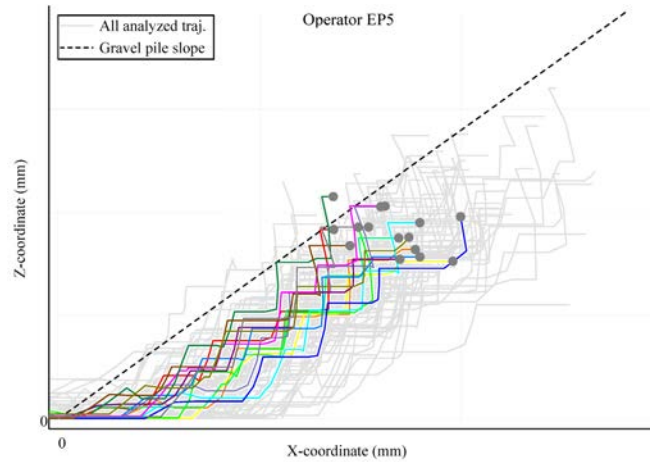 Operator EP5
All analyzed traj.
Gravel pile slope
Z-coordinate (mm)
0
0
X-coordinate (mm)